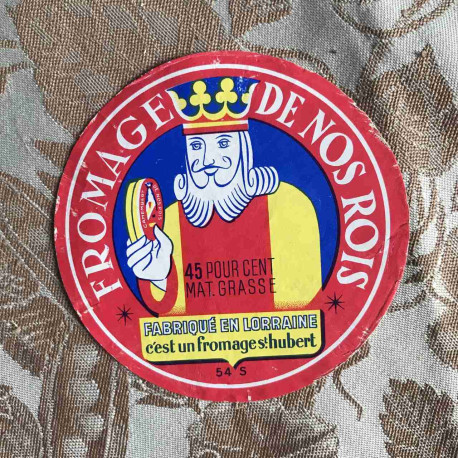 FROMAGE DE NOS ROIS
45 POUR CENT
MAT. GRASSE
FABRIQUÉ EN LORRAINE
c'est un fromage st hubert
54 S